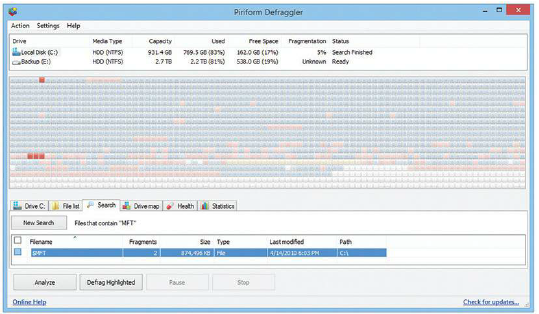 Piriform Defraggler
Action Settings Help
Drive Media Type Capacity Used Free Space Fragmentation Status
Local Disk (C:) HDD (NTFS) 931.4 GB 769.5 GB (83%) 162.0 GB (17%) 5% Search Finished
Backup (E:) HDD (NTFS) 2.7 TB 2.2 TB (81%) 538.0 GB (19%) Unknown Ready
Drive C: File list Search Drive map Health Statistics
New Search Files that contain "MFT"
Filename Fragments Size Type Last modified Path
$MFT 2 874,496 KB File 4/14/2010 6:03 PM C:\
Analyze Defrag Highlighted Pause Stop
Online Help Check for updates...